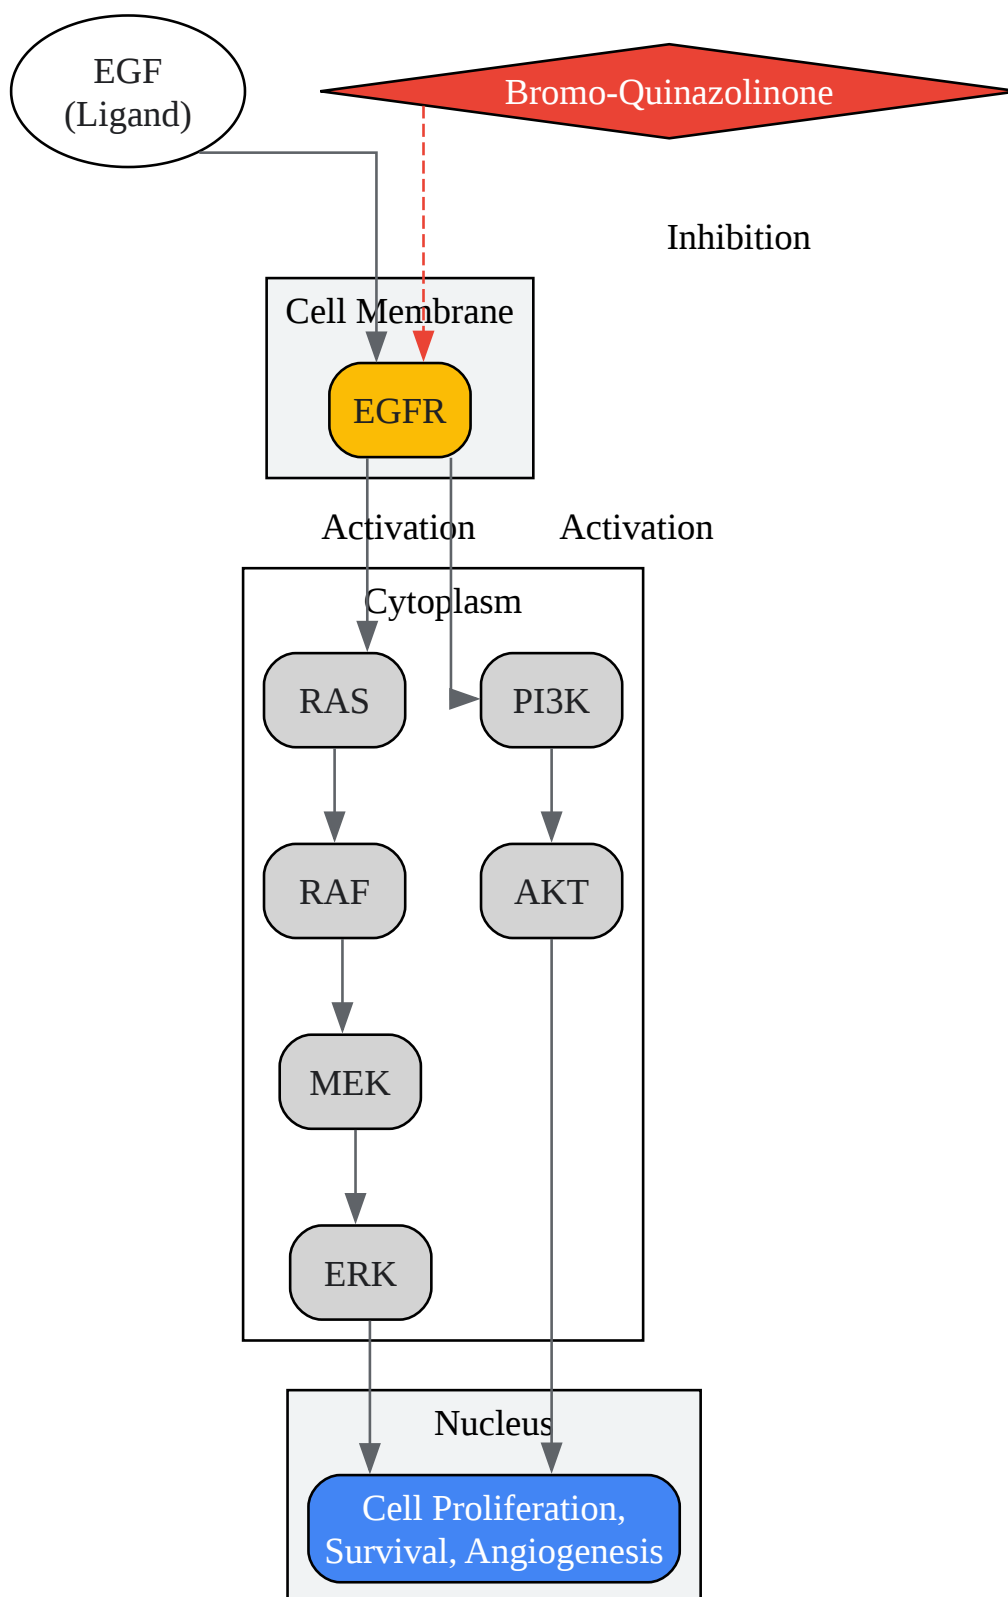 EGF
(Ligand)
Bromo-Quinazolinone
Inhibition
Cell Membrane
EGFR
Activation
Activation
Cytoplasm
RAS
PI3K
RAF
AKT
MEK
ERK
Nucleus
Cell Proliferation,
Survival, Angiogenesis